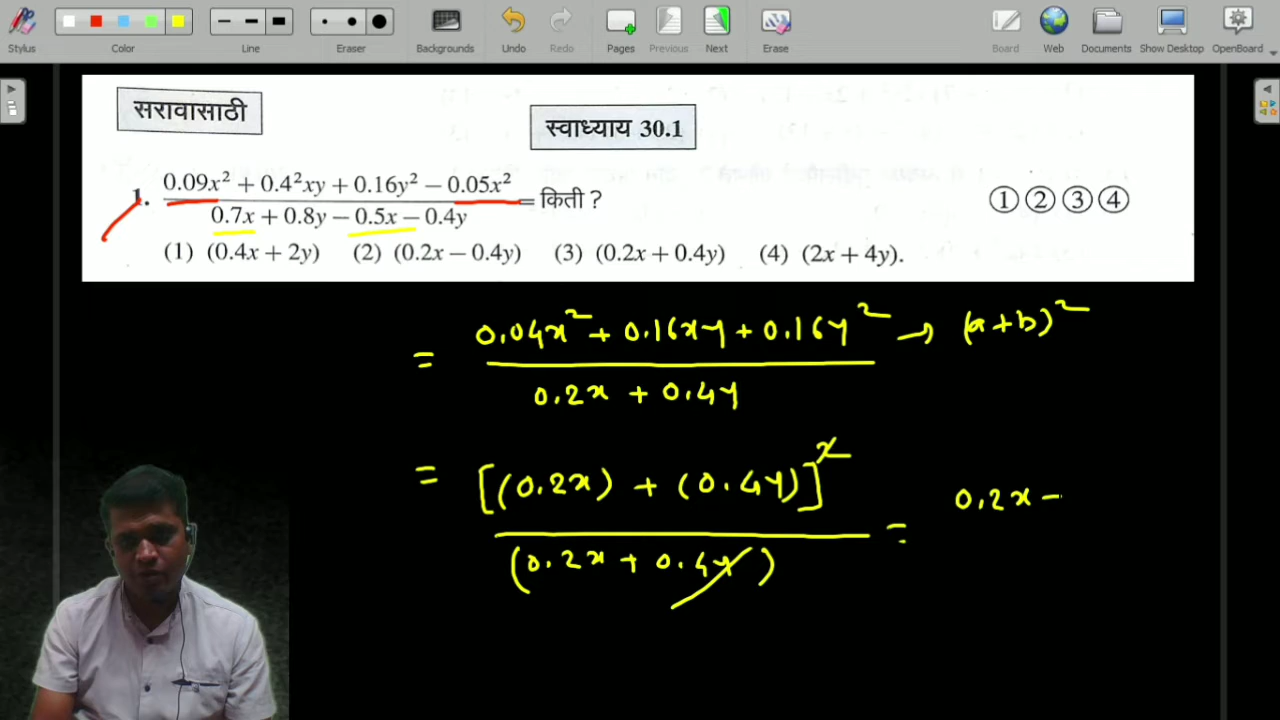 Stylus Color Line Eraser Backgrounds Undo Redo Pages Previous Next Erase Board Web Documents Show Desktop OpenBoard
सरावासाठी
स्वाध्याय 30.1
1. (0.09x² + 0.4²xy + 0.16y² − 0.05x²) / (0.7x + 0.8y − 0.5x − 0.4y) = किती ? ① ② ③ ④
(1) (0.4x + 2y) (2) (0.2x − 0.4y) (3) (0.2x + 0.4y) (4) (2x + 4y).
= (0.04x² + 0.16xy + 0.16y²) / (0.2x + 0.4y) → (a+b)²
= [(0.2x) + (0.4y)]² / (0.2x + 0.4y) = 0.2x −